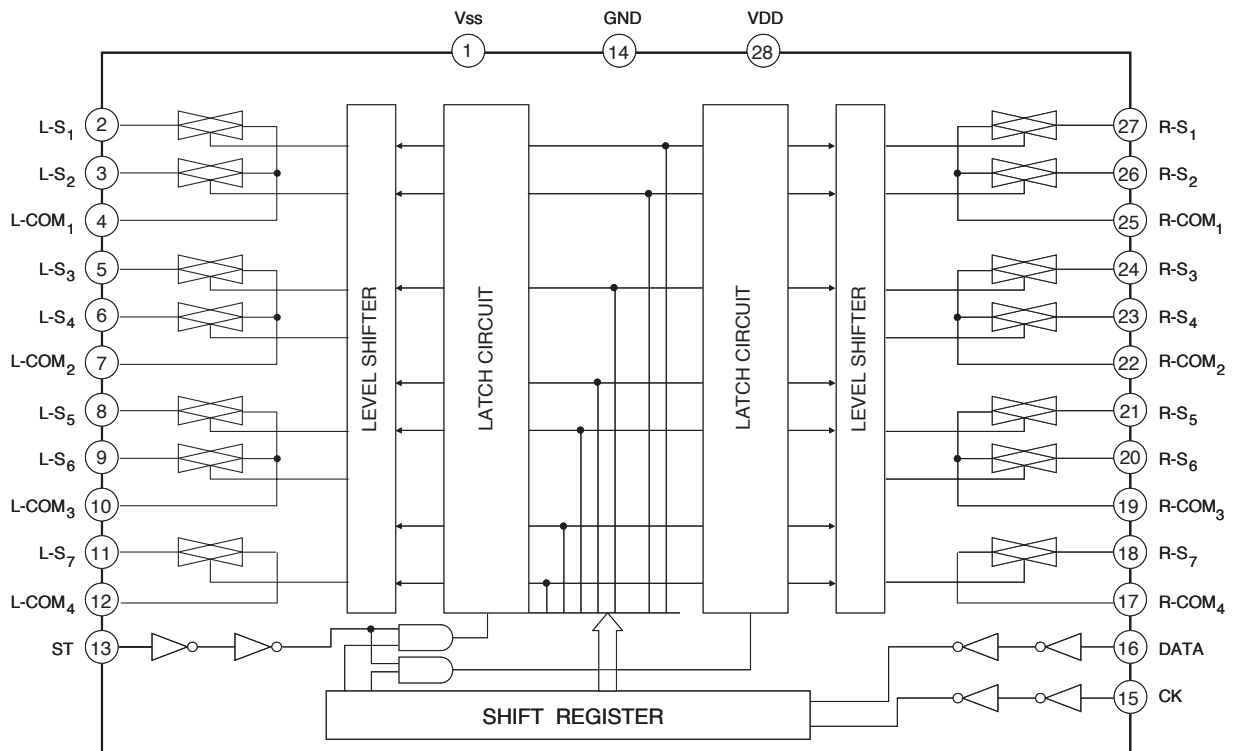 Vss GND VDD
1 14 28
L-S1 2 27 R-S1
L-S2 3 26 R-S2
L-COM1 4 25 R-COM1
L-S3 5 24 R-S3
L-S4 6 23 R-S4
L-COM2 7 22 R-COM2
LEVEL SHIFTER
LATCH CIRCUIT
LATCH CIRCUIT
LEVEL SHIFTER
L-S5 8 21 R-S5
L-S6 9 20 R-S6
L-COM3 10 19 R-COM3
L-S7 11 18 R-S7
L-COM4 12 17 R-COM4
ST 13 16 DATA
15 CK
SHIFT REGISTER